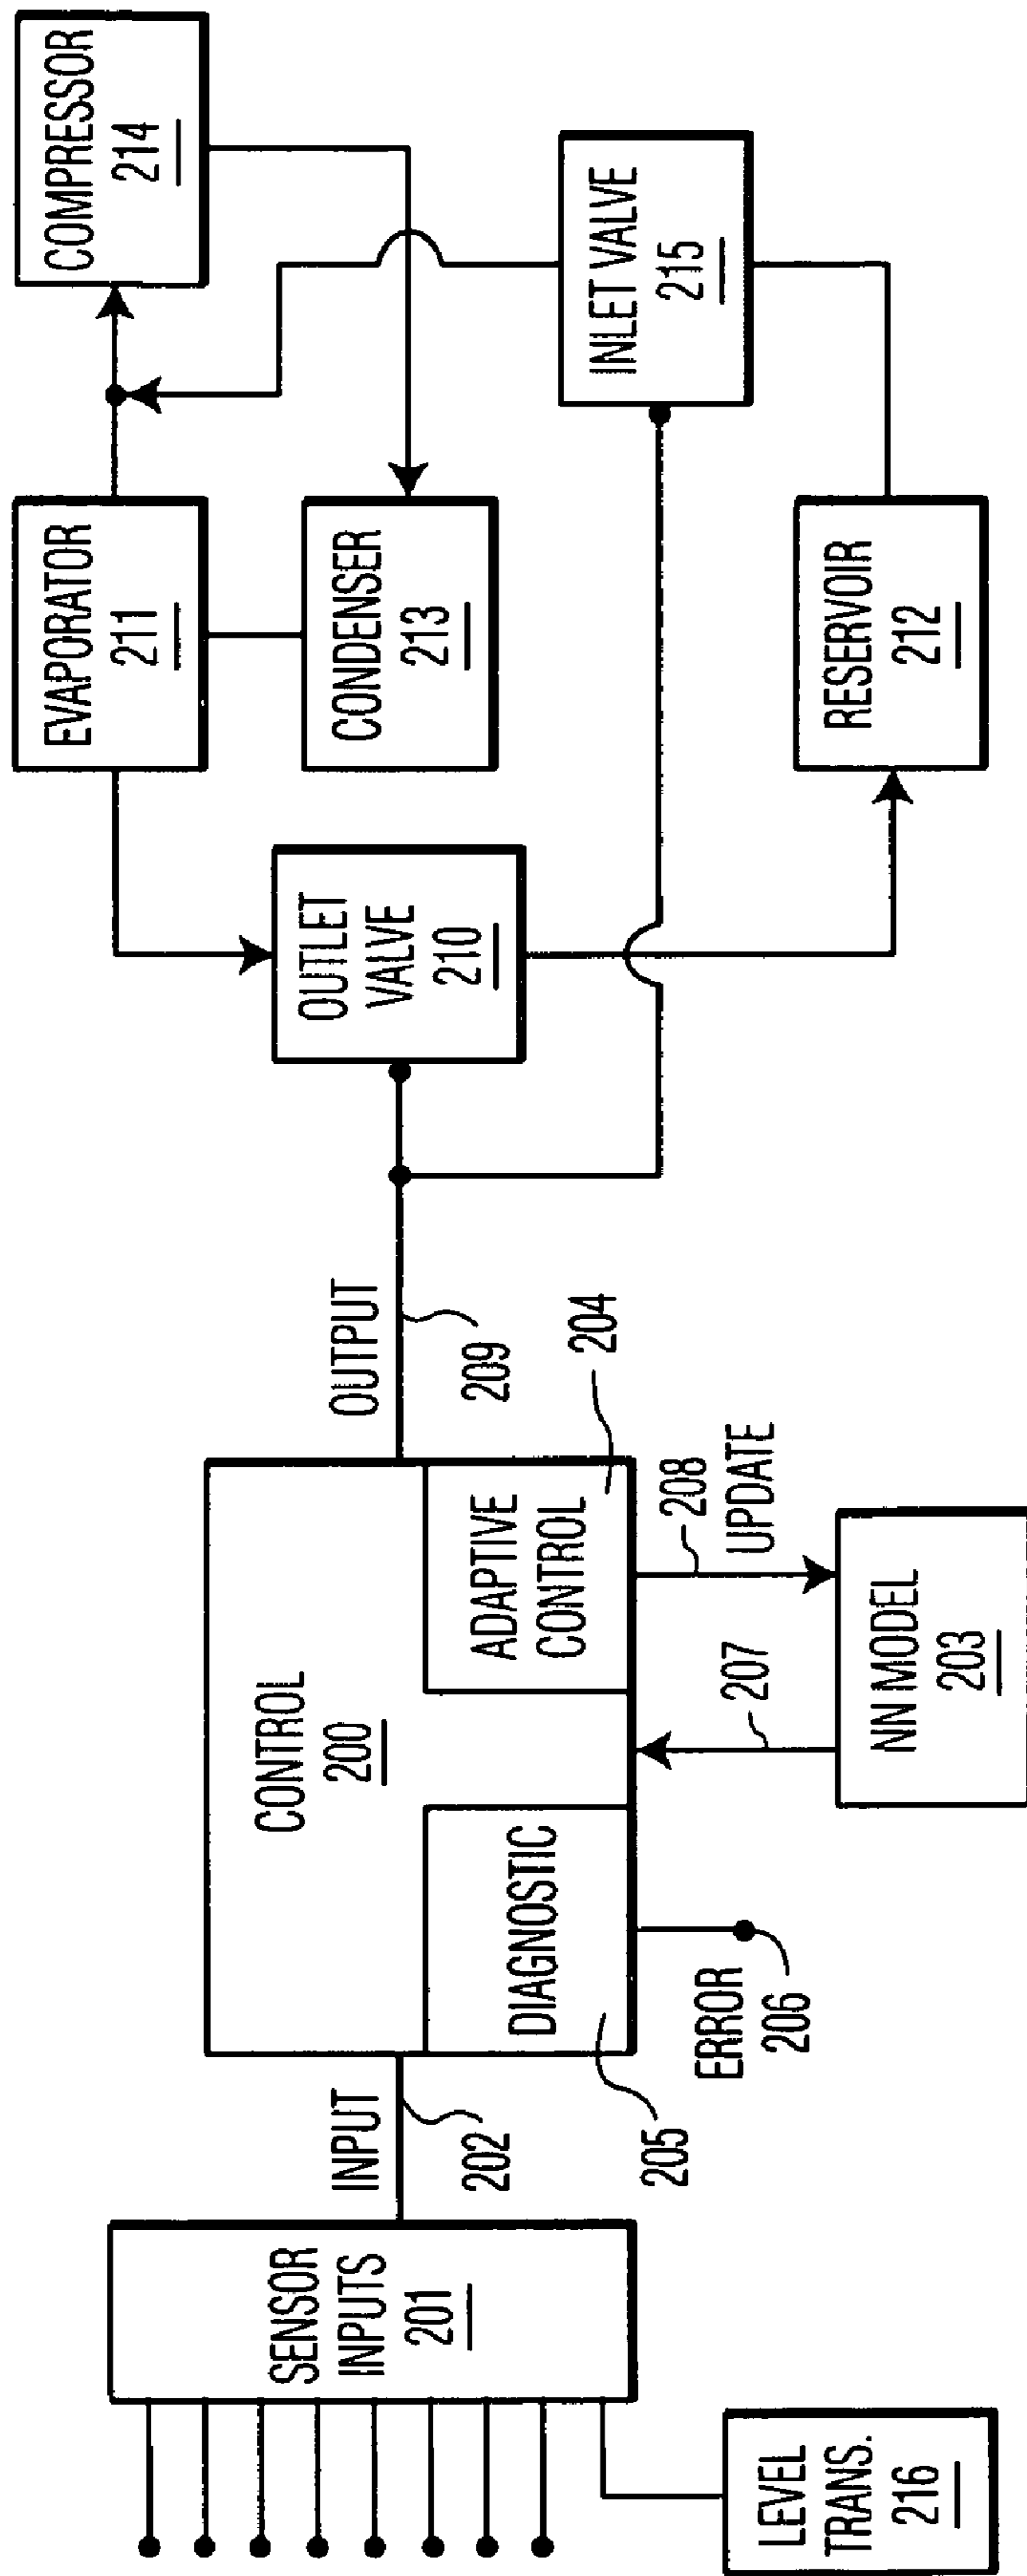 COMPRESSOR
214
EVAPORATOR
211
CONDENSER
213
INLET VALVE
215
OUTLET
VALVE
210
RESERVOIR
212
OUTPUT
209
CONTROL
200
ADAPTIVE
CONTROL
204
DIAGNOSTIC
205
208
UPDATE
207
NN MODEL
203
ERROR
206
INPUT
202
SENSOR
INPUTS
201
LEVEL
TRANS.
216